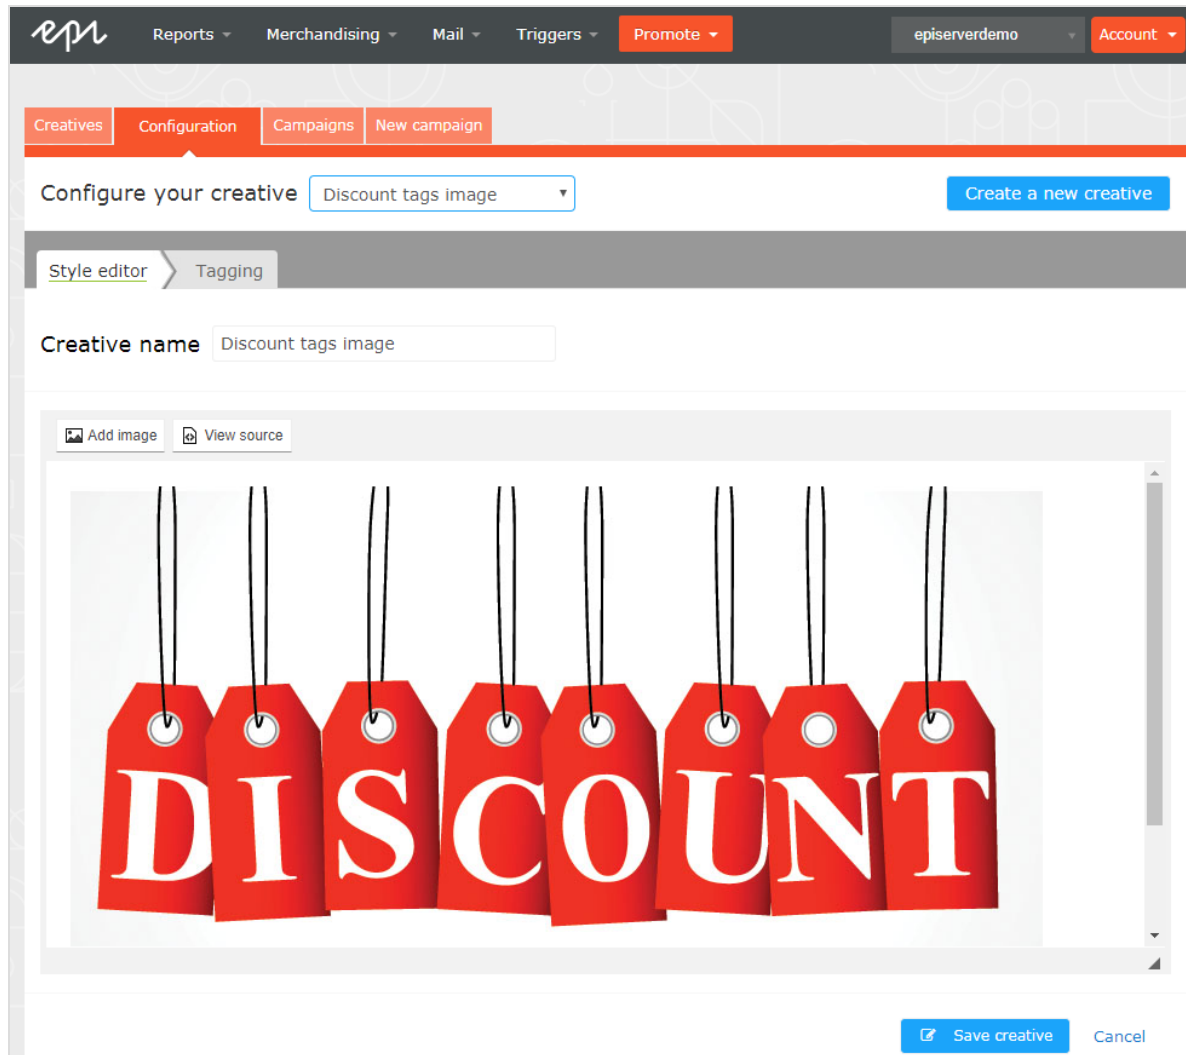 epi Reports Merchandising Mail Triggers Promote episerverdemo Account
Creatives Configuration Campaigns New campaign
Configure your creative Discount tags image Create a new creative
Style editor Tagging
Creative name Discount tags image
Add image View source
DISCOUNT
Save creative Cancel